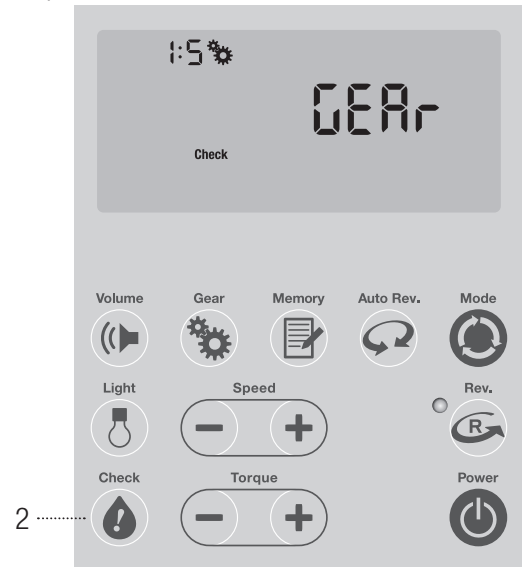 1:5
GEAr
Check
Volume Gear Memory Auto Rev. Mode
Light Speed Rev.
R
Check Torque Power
2